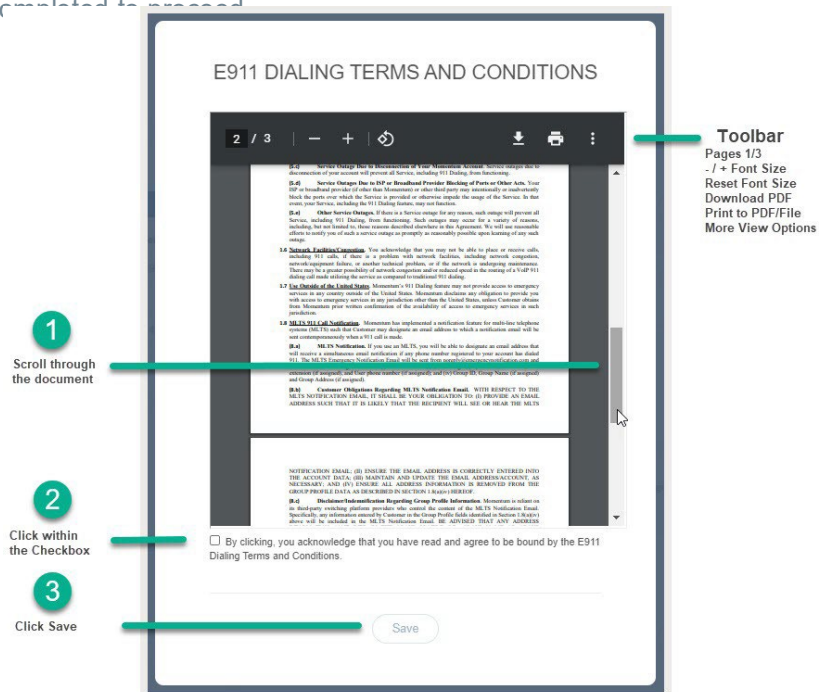 completed to proceed
E911 DIALING TERMS AND CONDITIONS
2 / 3
Toolbar
Pages 1/3
- / + Font Size
Reset Font Size
Download PDF
Print to PDF/File
More View Options
[1.c) Service Outage Due to Disconnection of Your Momentum Account. Service outages due to
disconnection of your account will prevent all Service, including 911 Dialing, from functioning.
[5.d) Service Outages Due to ISP or Broadband Provider Blocking of Ports or Other Acts. Your
ISP or broadband provider (if other than Momentum) or other third party may intentionally or inadvertently
block the ports over which the Service is provided or otherwise impede the usage of the Service. In that
event, your Service, including the 911 Dialing feature, may not function.
[5.e) Other Service Outages. If there is a Service outage for any reason, such outage will prevent all
Service, including 911 Dialing, from functioning. Such outages may occur for a variety of reasons,
including, but not limited to, those reasons described elsewhere in this Agreement. We will use reasonable
efforts to notify you of such a service outage as promptly as reasonably possible upon learning of any such
outage.
1.6 Network Facilities/Congestion. You acknowledge that you may not be able to place or receive calls,
including 911 calls, if there is a problem with network facilities, including network congestion,
network/equipment failure, or another technical problem, or if the network is undergoing maintenance.
There may be a greater possibility of network congestion and/or reduced speed in the routing of a VoIP 911
dialing call made utilizing the service as compared to traditional 911 dialing.
1.7 Use Outside of the United States. Momentum's 911 Dialing feature may not provide access to emergency
services in any country outside of the United States. Momentum disclaims any obligation to provide you
with access to emergency services in any jurisdiction other than the United States, unless Customer obtains
from Momentum prior written confirmation of the availability of access to emergency services in such
jurisdiction.
1.8 MLTS 911 Call Notification. Momentum has implemented a notification feature for multi-line telephone
systems (MLTS) such that Customer may designate an email address to which a notification email will be
sent contemporaneously when a 911 call is made.
[8.a) MLTS Notification. If you use an MLTS, you will be able to designate an email address that
will receive a simultaneous email notification if any phone number registered to your account has dialed
911. The MLTS Emergency Notification Email will be sent from noreply@emergencynotification.com and
extension (if assigned), and User phone number (if assigned); and (iv) Group ID, Group Name (if assigned)
and Group Address (if assigned).
[8.b) Customer Obligations Regarding MLTS Notification Email. WITH RESPECT TO THE
MLTS NOTIFICATION EMAIL, IT SHALL BE YOUR OBLIGATION TO: (I) PROVIDE AN EMAIL
ADDRESS SUCH THAT IT IS LIKELY THAT THE RECIPIENT WILL SEE OR HEAR THE MLTS
NOTIFICATION EMAIL; (II) ENSURE THE EMAIL ADDRESS IS CORRECTLY ENTERED INTO
THE ACCOUNT DATA; (III) MAINTAIN AND UPDATE THE EMAIL ADDRESS/ACCOUNT, AS
NECESSARY; AND (IV) ENSURE ALL ADDRESS INFORMATION IS REMOVED FROM THE
GROUP PROFILE DATA, AS DESCRIBED IN SECTION 1.8(a)(iv) HEREOF.
[8.c) Disclaimer/Indemnification Regarding Group Profile Information. Momentum is reliant on
its third-party switching platform providers who control the content of the MLTS Notification Email.
Specifically, any information entered by Customer in the Group Profile fields identified in Section 1.8(a)(iv)
above will be included in the MLTS Notification Email. BE ADVISED THAT ANY ADDRESS
1
Scroll through
the document
2
Click within
the Checkbox
By clicking, you acknowledge that you have read and agree to be bound by the E911
Dialing Terms and Conditions.
3
Click Save
Save